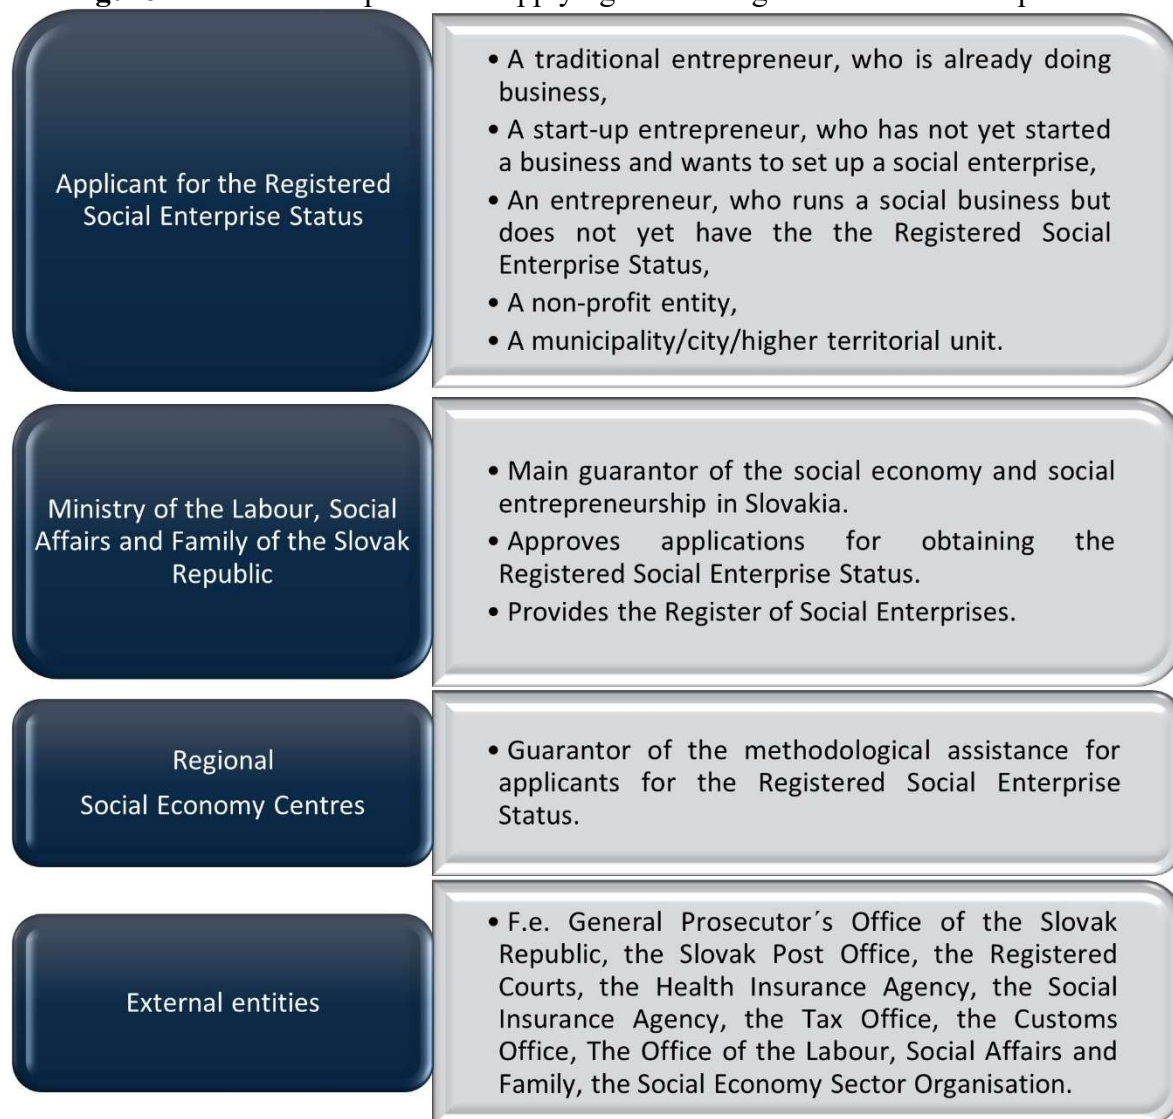 Applicant for the Registered
Social Enterprise Status
• A traditional entrepreneur, who is already doing
business,
• A start-up entrepreneur, who has not yet started
a business and wants to set up a social enterprise,
• An entrepreneur, who runs a social business but
does not yet have the the Registered Social
Enterprise Status,
• A non-profit entity,
• A municipality/city/higher territorial unit.
Ministry of the Labour, Social
Affairs and Family of the Slovak
Republic
• Main guarantor of the social economy and social
entrepreneurship in Slovakia.
• Approves applications for obtaining the
Registered Social Enterprise Status.
• Provides the Register of Social Enterprises.
Regional
Social Economy Centres
• Guarantor of the methodological assistance for
applicants for the Registered Social Enterprise
Status.
External entities
• F.e. General Prosecutor´s Office of the Slovak
Republic, the Slovak Post Office, the Registered
Courts, the Health Insurance Agency, the Social
Insurance Agency, the Tax Office, the Customs
Office, The Office of the Labour, Social Affairs and
Family, the Social Economy Sector Organisation.